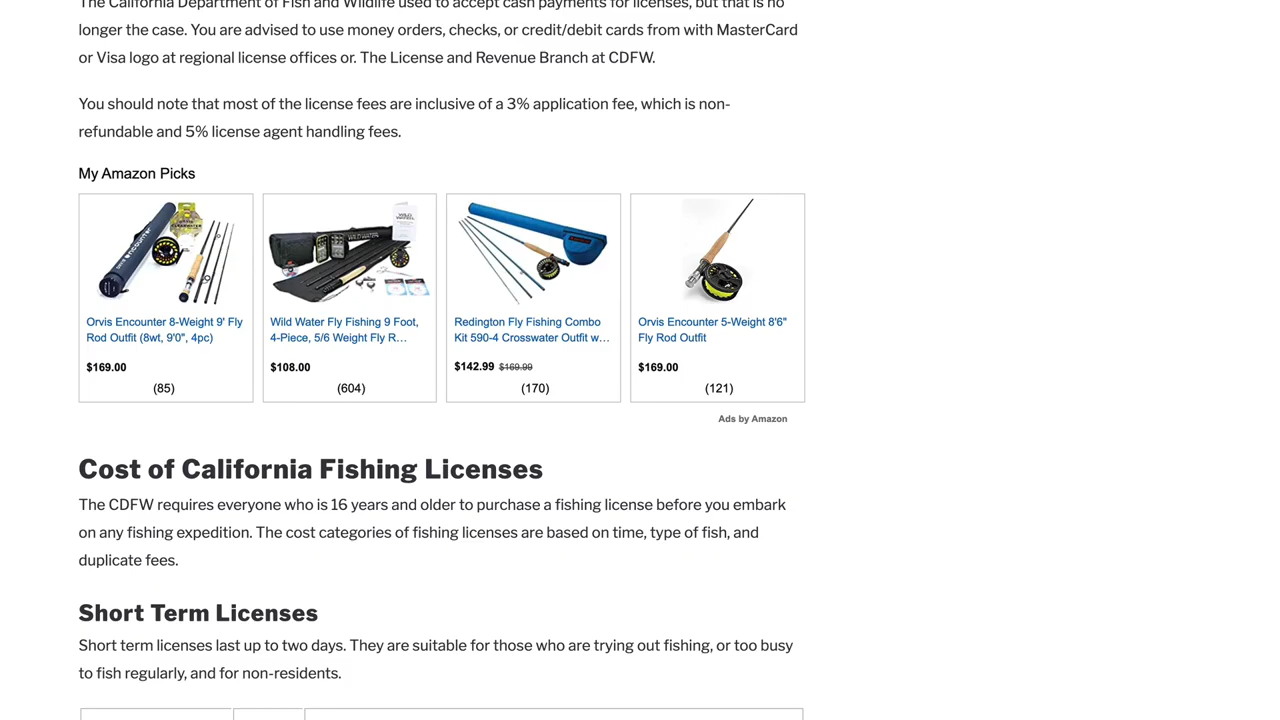 The California Department of Fish and Wildlife used to accept cash payments for licenses, but that is no
longer the case. You are advised to use money orders, checks, or credit/debit cards from with MasterCard
or Visa logo at regional license offices or. The License and Revenue Branch at CDFW.
You should note that most of the license fees are inclusive of a 3% application fee, which is non-
refundable and 5% license agent handling fees.
My Amazon Picks
Orvis Encounter 8-Weight 9' Fly
Rod Outfit (8wt, 9'0", 4pc)
$169.00
(85)
Wild Water Fly Fishing 9 Foot,
4-Piece, 5/6 Weight Fly R...
$108.00
(604)
Redington Fly Fishing Combo
Kit 590-4 Crosswater Outfit w...
$142.99 $169.99
(170)
Orvis Encounter 5-Weight 8'6"
Fly Rod Outfit
$169.00
(121)
Ads by Amazon
Cost of California Fishing Licenses
The CDFW requires everyone who is 16 years and older to purchase a fishing license before you embark
on any fishing expedition. The cost categories of fishing licenses are based on time, type of fish, and
duplicate fees.
Short Term Licenses
Short term licenses last up to two days. They are suitable for those who are trying out fishing, or too busy
to fish regularly, and for non-residents.